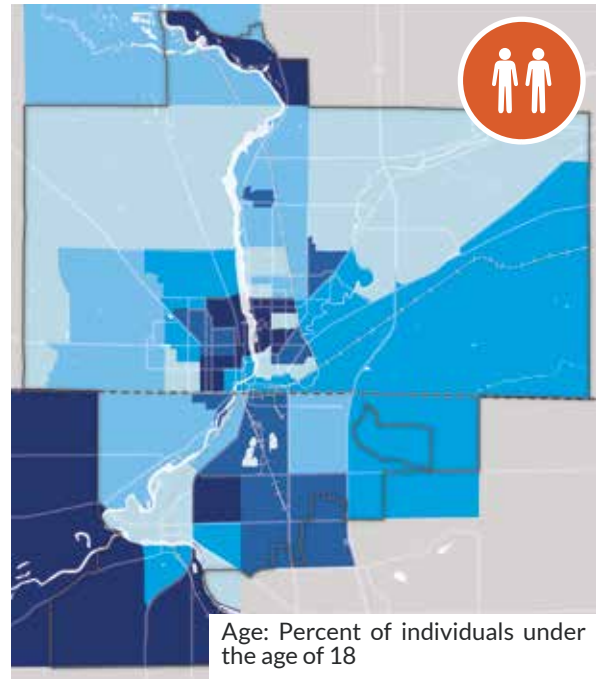 Age: Percent of individuals under
the age of 18